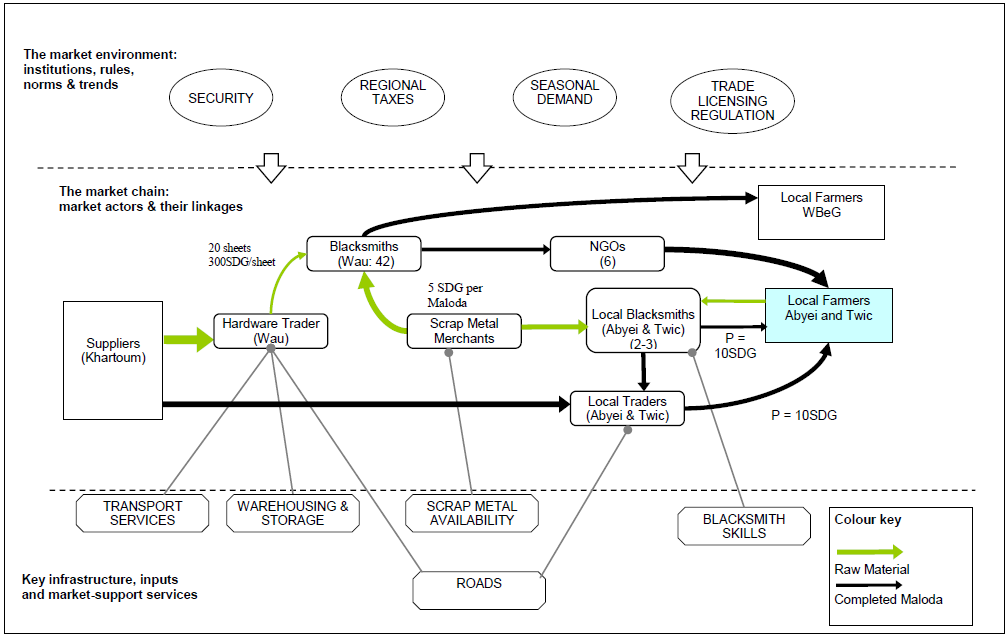 The market environment:
institutions, rules,
norms & trends
SECURITY
REGIONAL
TAXES
SEASONAL
DEMAND
TRADE
LICENSING
REGULATION
The market chain:
market actors & their linkages
Local Farmers
WBeG
20 sheets
300SDG/sheet
Blacksmiths
(Wau: 42)
NGOs
(6)
5 SDG per
Maloda
Suppliers
(Khartoum)
Hardware Trader
(Wau)
Scrap Metal
Merchants
Local Blacksmiths
(Abyei & Twic)
(2-3)
Local Farmers
Abyei and Twic
P =
10SDG
Local Traders
(Abyei & Twic)
P = 10SDG
TRANSPORT
SERVICES
WAREHOUSING &
STORAGE
SCRAP METAL
AVAILABILITY
BLACKSMITH
SKILLS
Colour key
Raw Material
Completed Maloda
Key infrastructure, inputs
and market-support services
ROADS